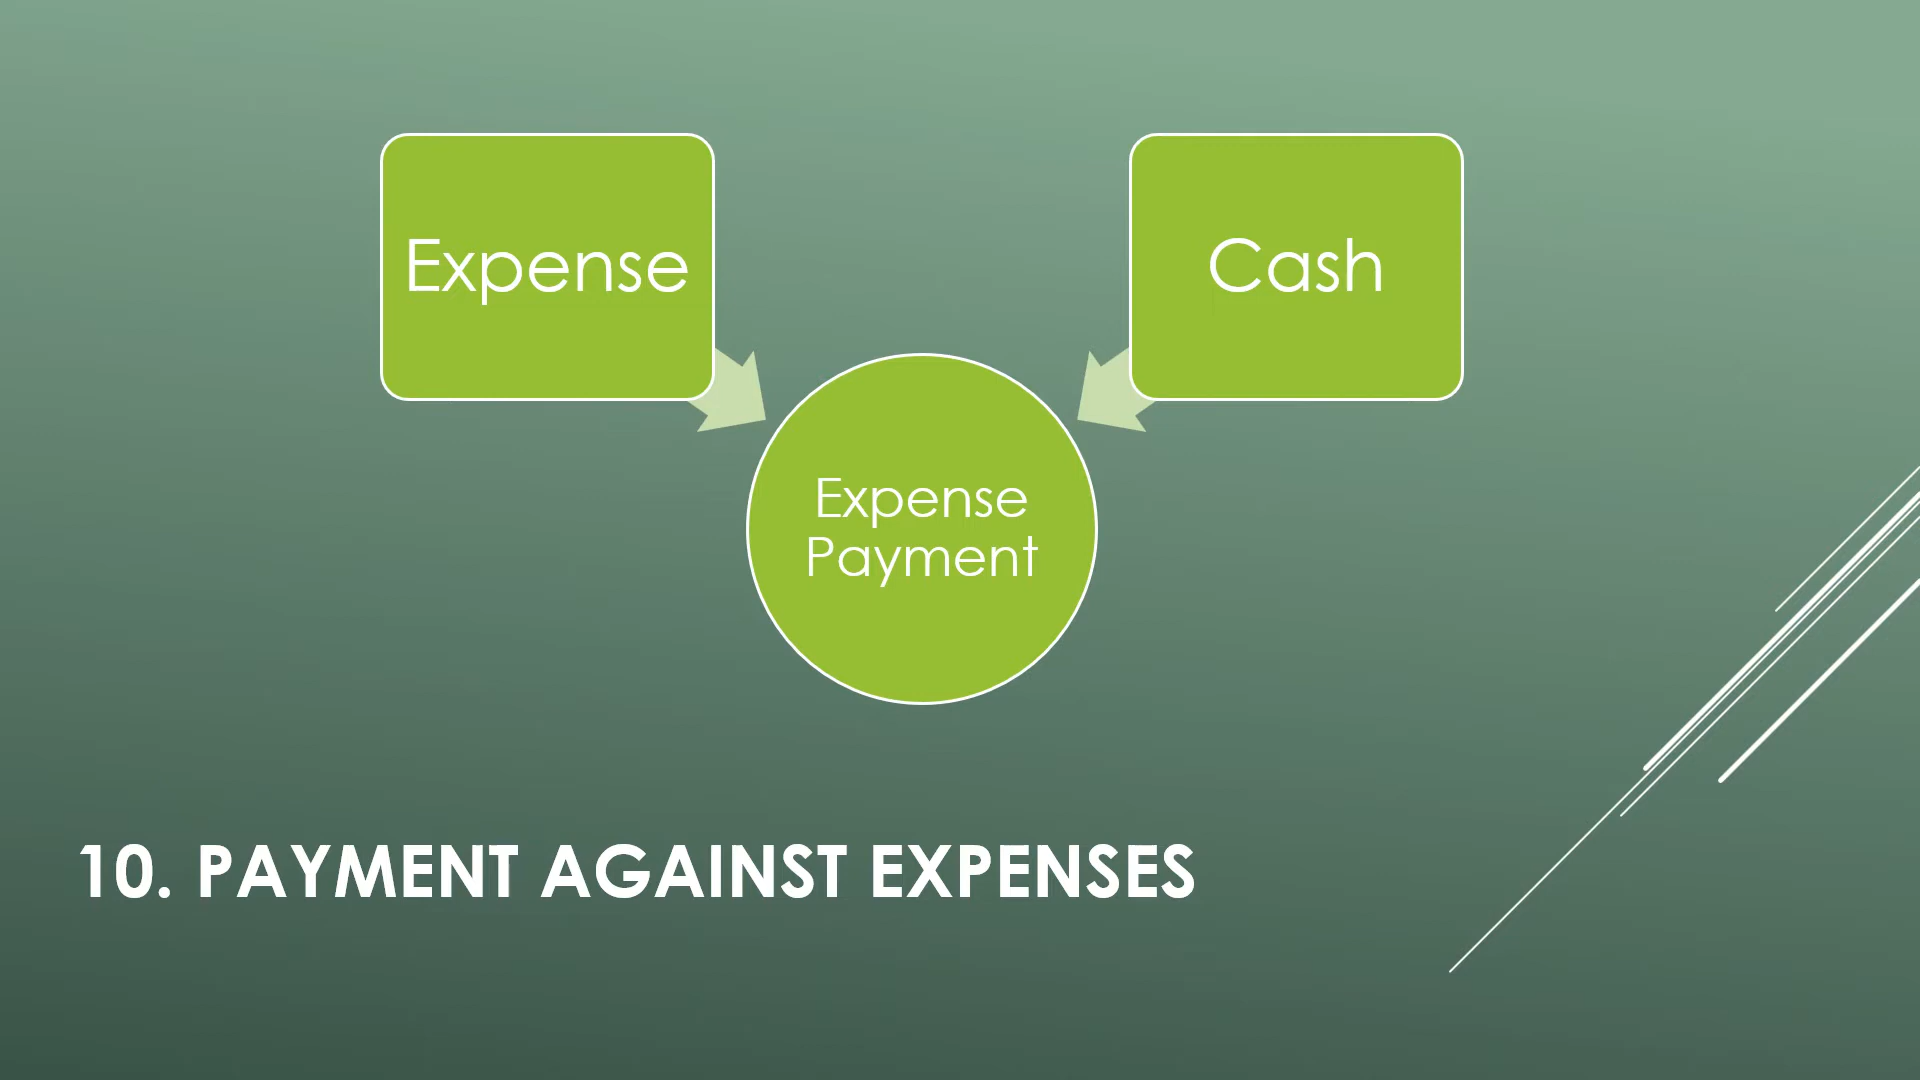 Expense
Cash
Expense
Payment
10. PAYMENT AGAINST EXPENSES